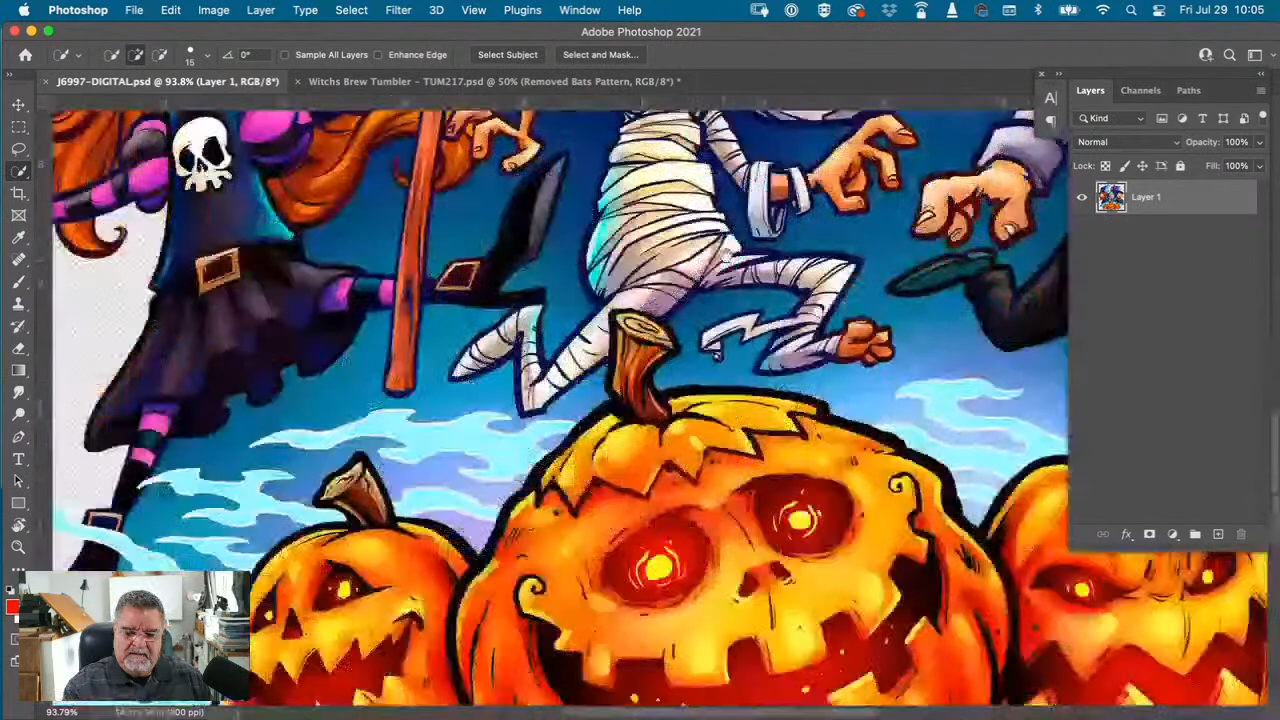 Photoshop File Edit Image Layer Type Select Filter 3D View Plugins Window Help Fri Jul 29 10:05
Adobe Photoshop 2021
15 0° Sample All Layers Enhance Edge Select Subject Select and Mask...
× J6997-DIGITAL.psd @ 93.8% (Layer 1, RGB/8*) × Witchs Brew Tumbler - TUM217.psd @ 50% (Removed Bats Pattern, RGB/8*) *
Layers Channels Paths
Kind
Normal Opacity: 100%
Lock: Fill: 100%
Layer 1
fx
93.79%